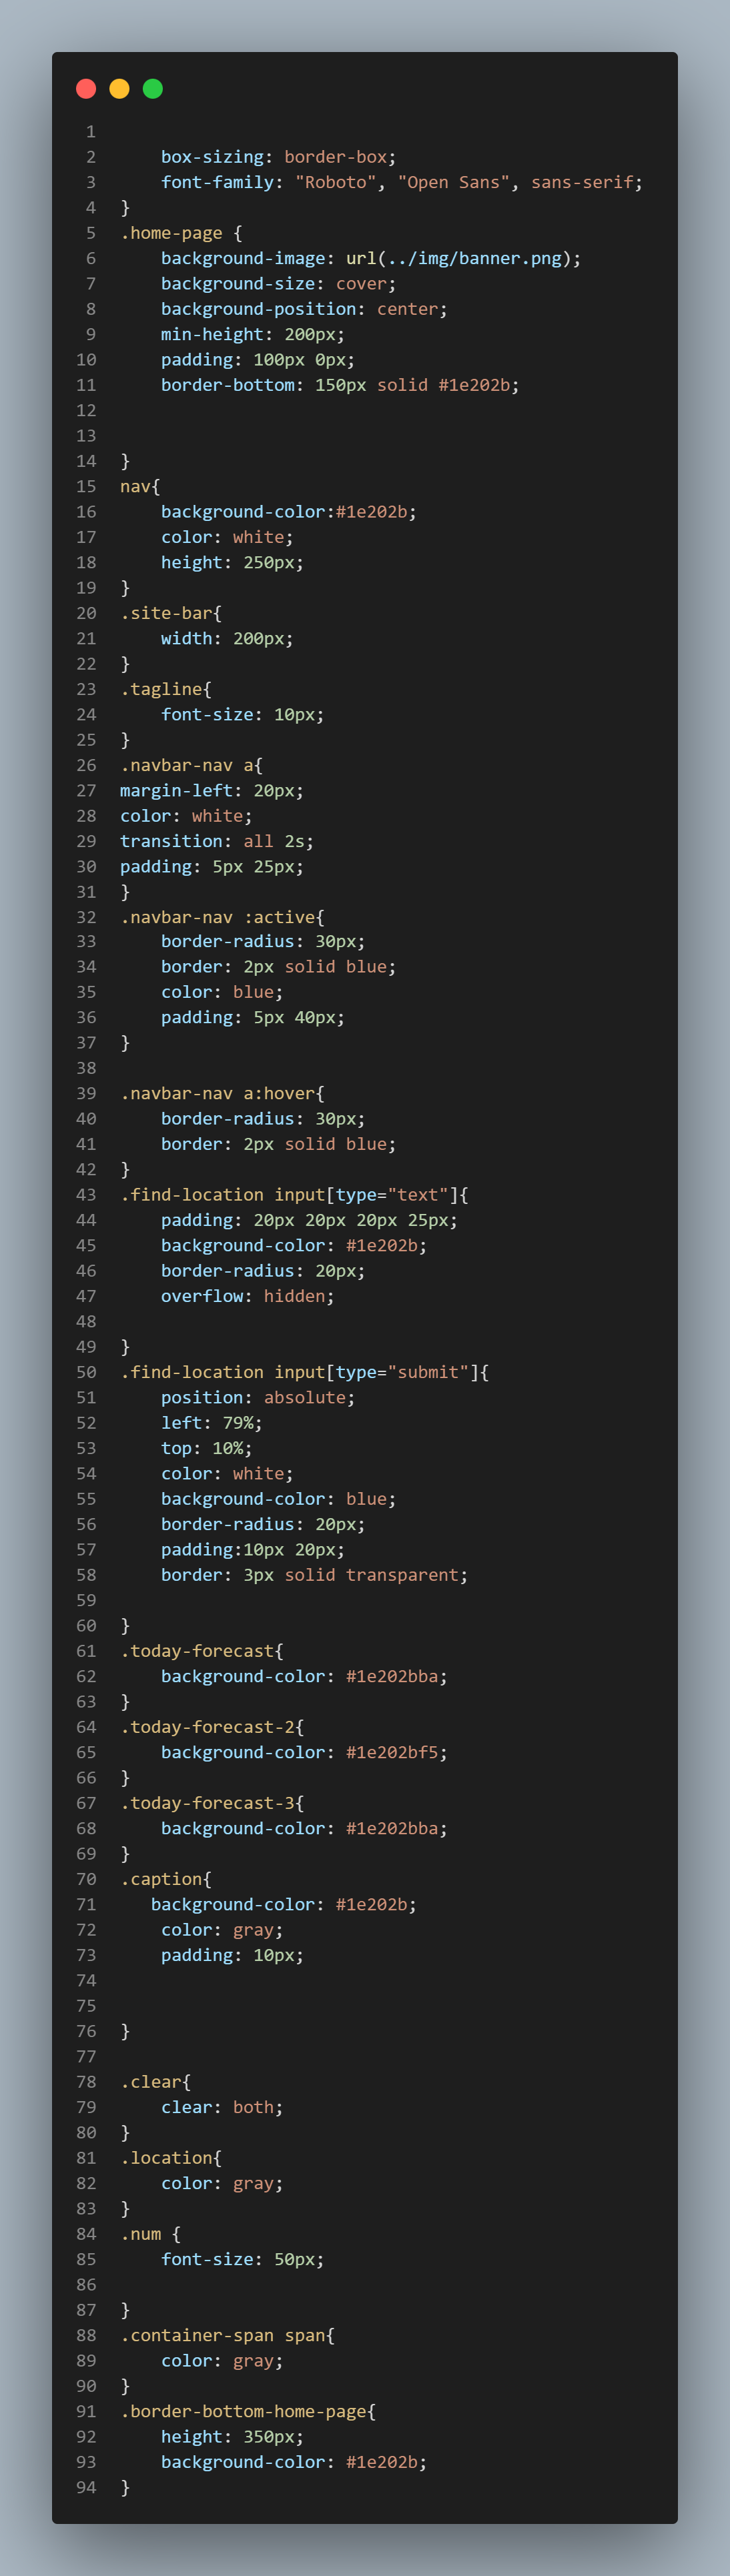 1
2 box-sizing: border-box;
3 font-family: "Roboto", "Open Sans", sans-serif;
4 }
5 .home-page {
6 background-image: url(../img/banner.png);
7 background-size: cover;
8 background-position: center;
9 min-height: 200px;
10 padding: 100px 0px;
11 border-bottom: 150px solid #1e202b;
12
13
14 }
15 nav{
16 background-color:#1e202b;
17 color: white;
18 height: 250px;
19 }
20 .site-bar{
21 width: 200px;
22 }
23 .tagline{
24 font-size: 10px;
25 }
26 .navbar-nav a{
27 margin-left: 20px;
28 color: white;
29 transition: all 2s;
30 padding: 5px 25px;
31 }
32 .navbar-nav :active{
33 border-radius: 30px;
34 border: 2px solid blue;
35 color: blue;
36 padding: 5px 40px;
37 }
38
39 .navbar-nav a:hover{
40 border-radius: 30px;
41 border: 2px solid blue;
42 }
43 .find-location input[type="text"]{
44 padding: 20px 20px 20px 25px;
45 background-color: #1e202b;
46 border-radius: 20px;
47 overflow: hidden;
48
49 }
50 .find-location input[type="submit"]{
51 position: absolute;
52 left: 79%;
53 top: 10%;
54 color: white;
55 background-color: blue;
56 border-radius: 20px;
57 padding:10px 20px;
58 border: 3px solid transparent;
59
60 }
61 .today-forecast{
62 background-color: #1e202bba;
63 }
64 .today-forecast-2{
65 background-color: #1e202bf5;
66 }
67 .today-forecast-3{
68 background-color: #1e202bba;
69 }
70 .caption{
71 background-color: #1e202b;
72 color: gray;
73 padding: 10px;
74
75
76 }
77
78 .clear{
79 clear: both;
80 }
81 .location{
82 color: gray;
83 }
84 .num {
85 font-size: 50px;
86
87 }
88 .container-span span{
89 color: gray;
90 }
91 .border-bottom-home-page{
92 height: 350px;
93 background-color: #1e202b;
94 }